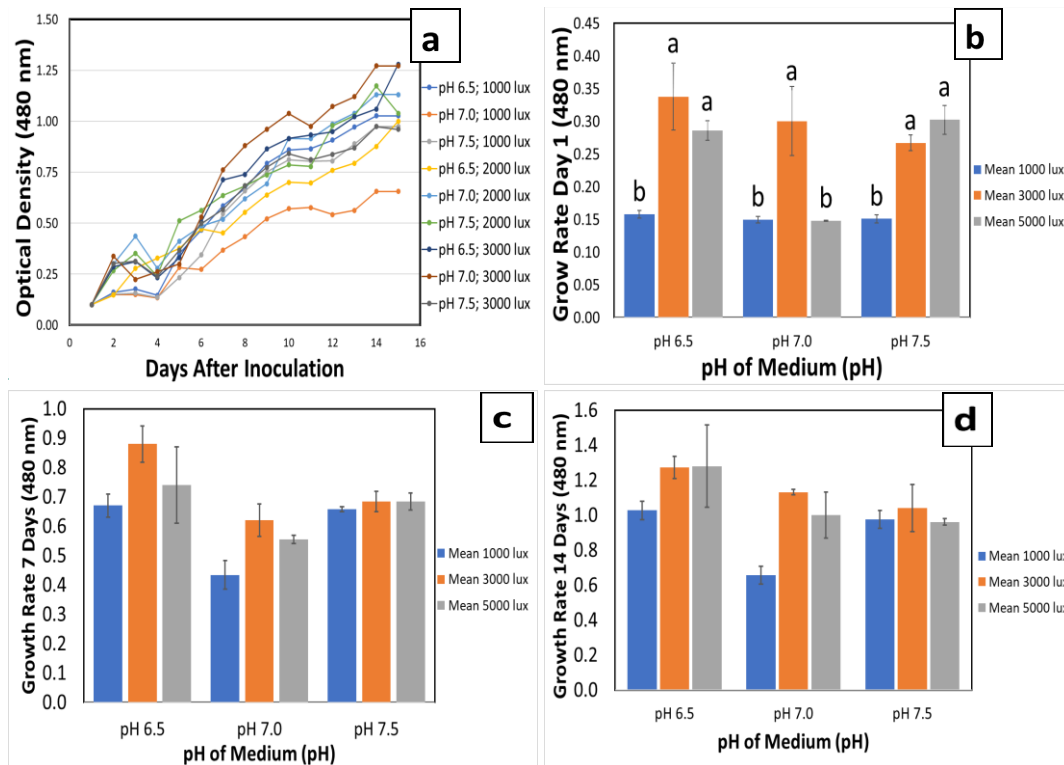 a
Optical Density (480 nm)
1.50
1.25
1.00
0.75
0.50
0.25
0.00
0 2 4 6 8 10 12 14 16
Days After Inoculation
pH 6.5; 1000 lux
pH 7.0; 1000 lux
pH 7.5; 1000 lux
pH 6.5; 2000 lux
pH 7.0; 2000 lux
pH 7.5; 2000 lux
pH 6.5; 3000 lux
pH 7.0; 3000 lux
pH 7.5; 3000 lux
b
Grow Rate Day 1 (480 nm)
0.45
0.40
0.35
0.30
0.25
0.20
0.15
0.10
0.05
0.00
b a a b a b b a a
pH 6.5 pH 7.0 pH 7.5
pH of Medium (pH)
Mean 1000 lux
Mean 3000 lux
Mean 5000 lux
c
Growth Rate 7 Days (480 nm)
1.0
0.9
0.8
0.7
0.6
0.5
0.4
0.3
0.2
0.1
0.0
pH 6.5 pH 7.0 pH 7.5
pH of Medium (pH)
Mean 1000 lux
Mean 3000 lux
Mean 5000 lux
d
Growth Rate 14 Days (480 nm)
1.6
1.4
1.2
1.0
0.8
0.6
0.4
0.2
0.0
pH 6.5 pH 7.0 pH 7.5
pH of Medium (pH)
Mean 1000 lux
Mean 3000 lux
Mean 5000 lux